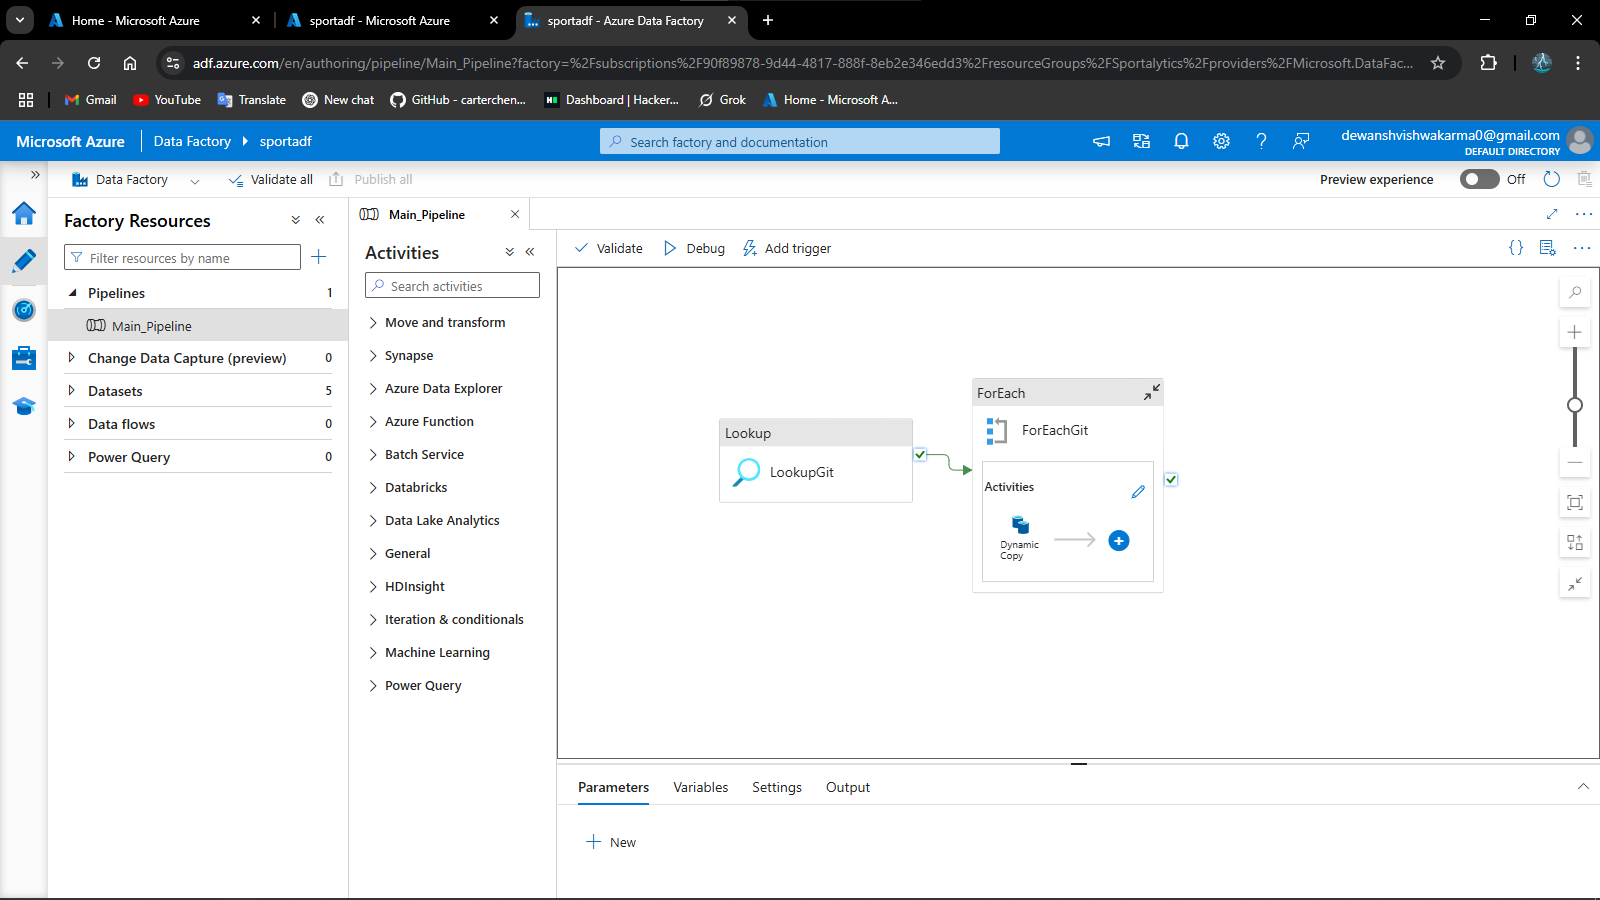 Home - Microsoft Azure
sportadf - Microsoft Azure
sportadf - Azure Data Factory
adf.azure.com/en/authoring/pipeline/Main_Pipeline?factory=%2Fsubscriptions%2F90f89878-9d44-4817-888f-8eb2e346edd3%2FresourceGroups%2FSportalytics%2Fproviders%2FMicrosoft.DataFac...
Gmail
YouTube
Translate
New chat
GitHub - carterchen...
Dashboard | Hacker...
Grok
Home - Microsoft A...
Microsoft Azure
Data Factory
sportadf
Search factory and documentation
dewanshvishwakarma0@gmail.com
DEFAULT DIRECTORY
Data Factory
Validate all
Publish all
Preview experience
Off
Factory Resources
Filter resources by name
Pipelines 1
Main_Pipeline
Change Data Capture (preview) 0
Datasets 5
Data flows 0
Power Query 0
Main_Pipeline
Activities
Search activities
Move and transform
Synapse
Azure Data Explorer
Azure Function
Batch Service
Databricks
Data Lake Analytics
General
HDInsight
Iteration & conditionals
Machine Learning
Power Query
Validate
Debug
Add trigger
Lookup
LookupGit
ForEach
ForEachGit
Activities
Dynamic
Copy
Parameters
Variables
Settings
Output
New